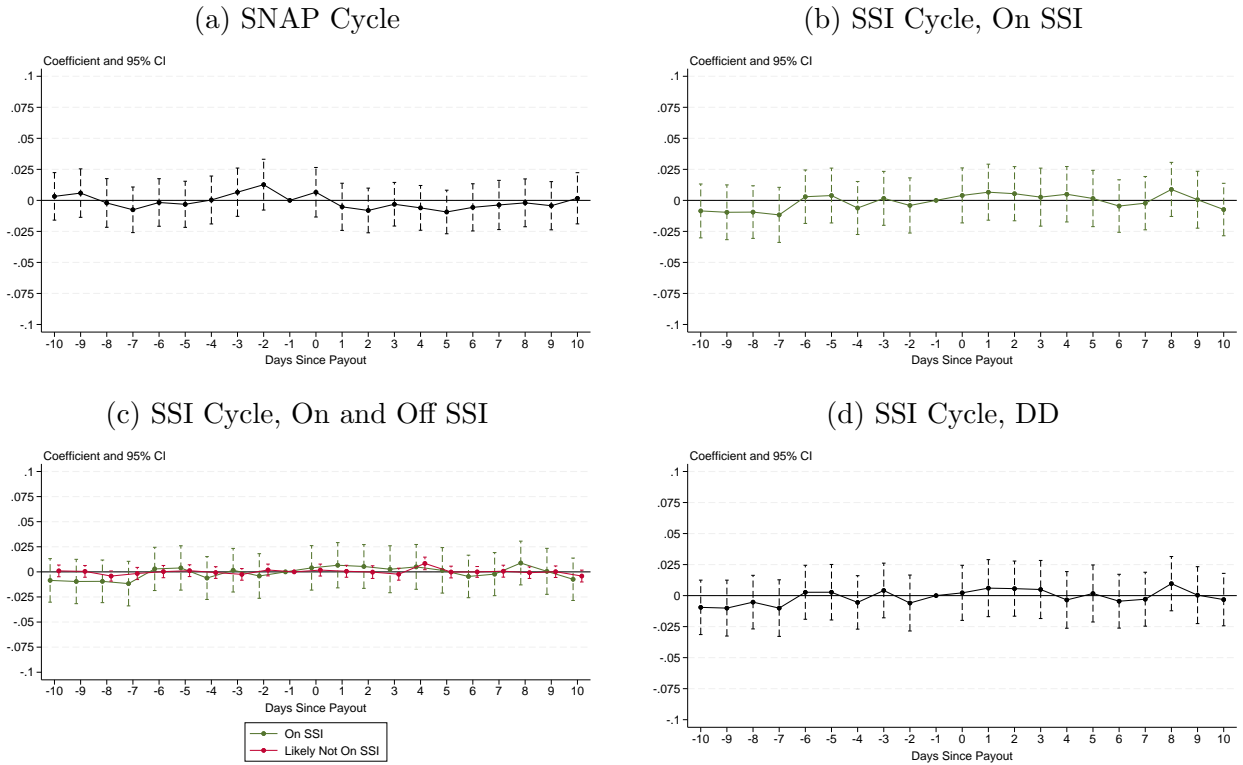 (a) SNAP Cycle
Coefficient and 95% CI
.1
.075
.05
.025
0
-.025
-.05
-.075
-.1
-10 -9 -8 -7 -6 -5 -4 -3 -2 -1 0 1 2 3 4 5 6 7 8 9 10
Days Since Payout
(b) SSI Cycle, On SSI
Coefficient and 95% CI
.1
.075
.05
.025
0
-.025
-.05
-.075
-.1
-10 -9 -8 -7 -6 -5 -4 -3 -2 -1 0 1 2 3 4 5 6 7 8 9 10
Days Since Payout
(c) SSI Cycle, On and Off SSI
Coefficient and 95% CI
.1
.075
.05
.025
0
-.025
-.05
-.075
-.1
-10 -9 -8 -7 -6 -5 -4 -3 -2 -1 0 1 2 3 4 5 6 7 8 9 10
Days Since Payout
On SSI
Likely Not On SSI
(d) SSI Cycle, DD
Coefficient and 95% CI
.1
.075
.05
.025
0
-.025
-.05
-.075
-.1
-10 -9 -8 -7 -6 -5 -4 -3 -2 -1 0 1 2 3 4 5 6 7 8 9 10
Days Since Payout